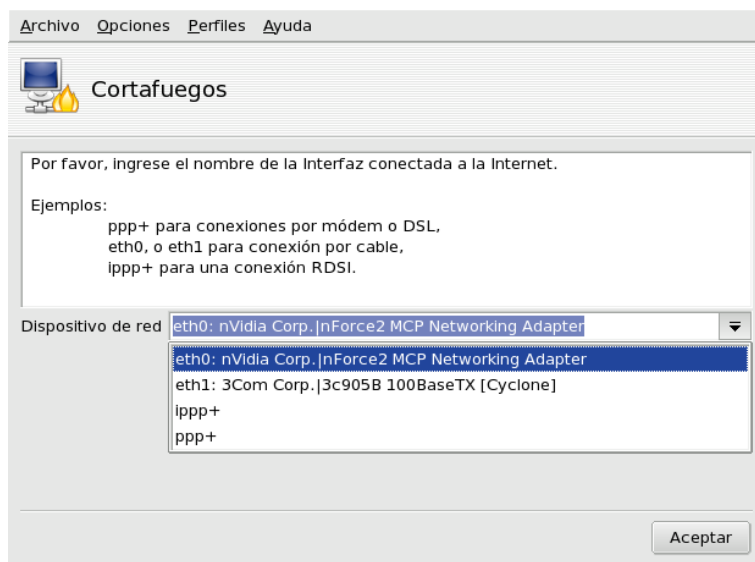 Archivo Opciones Perfiles Ayuda
Cortafuegos
Por favor, ingrese el nombre de la Interfaz conectada a la Internet.
Ejemplos:
ppp+ para conexiones por módem o DSL,
eth0, o eth1 para conexión por cable,
ippp+ para una conexión RDSI.
Dispositivo de red eth0: nVidia Corp.|nForce2 MCP Networking Adapter
eth0: nVidia Corp.|nForce2 MCP Networking Adapter
eth1: 3Com Corp.|3c905B 100BaseTX [Cyclone]
ippp+
ppp+
Aceptar